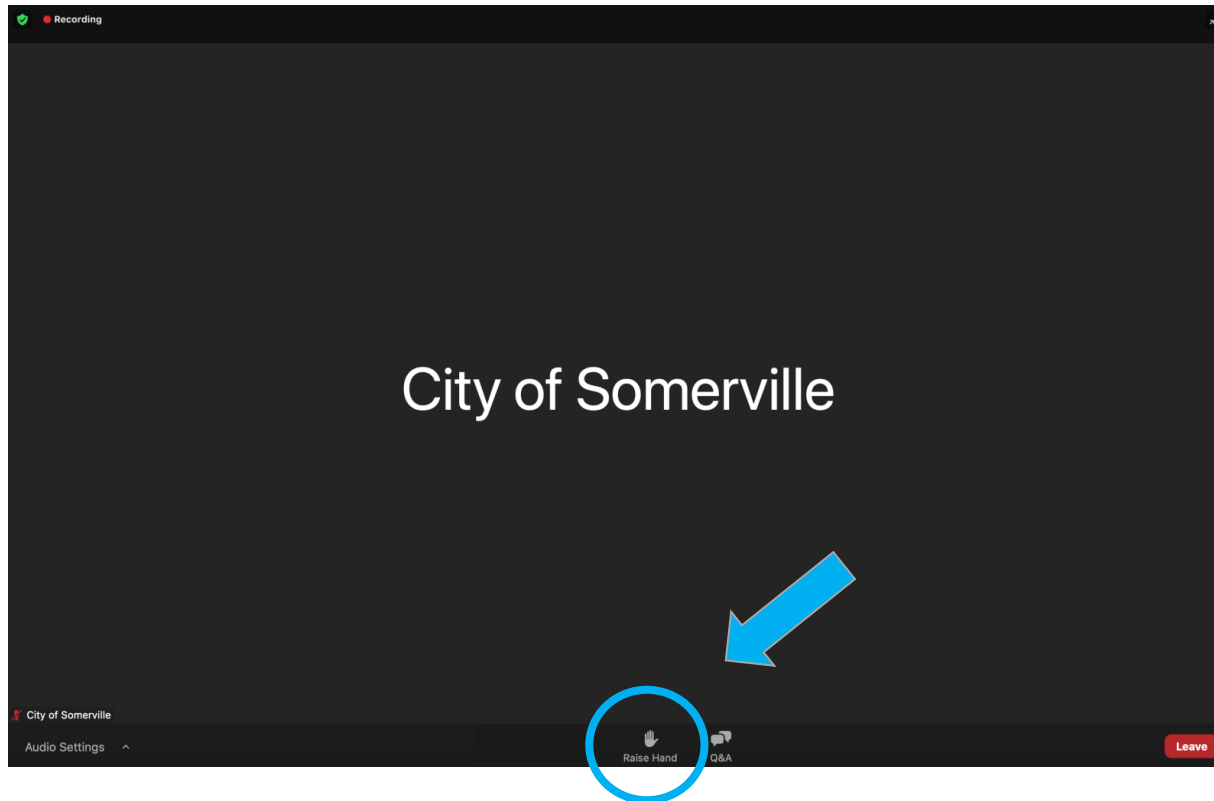 Recording
City of Somerville
City of Somerville
Audio Settings
Raise Hand
Q&A
Leave